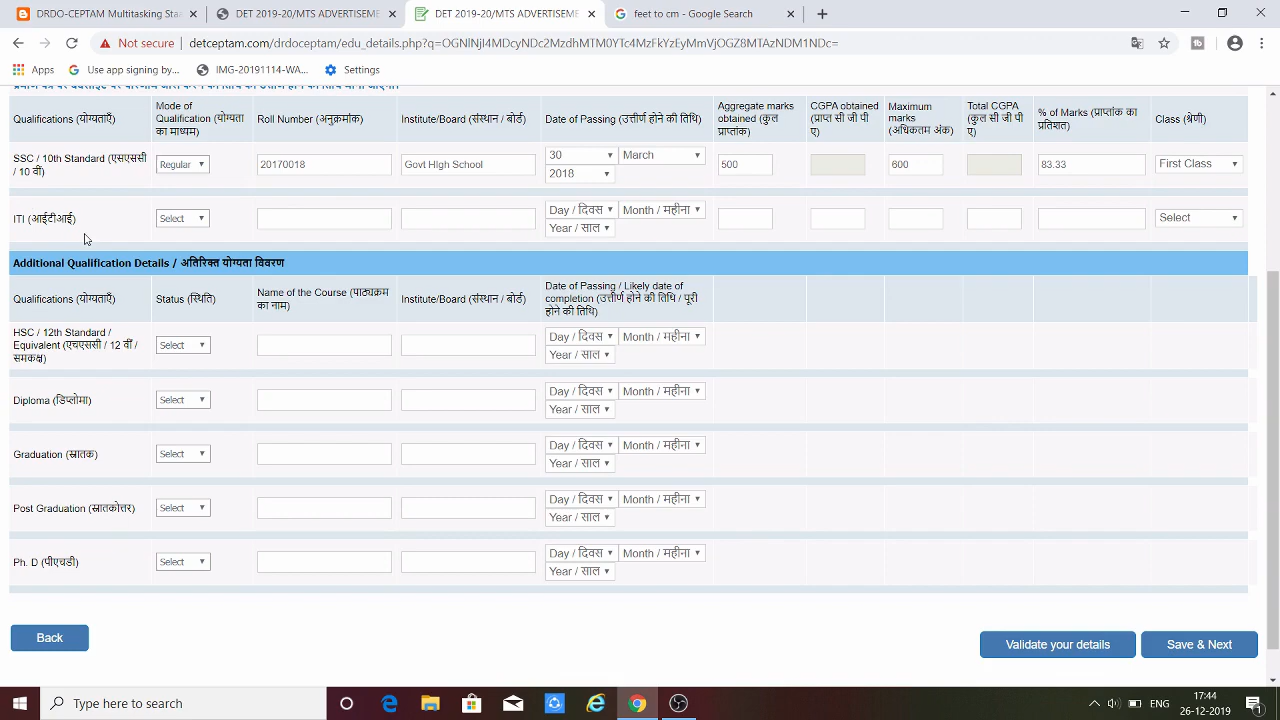 DRDO-CEPTAM Multitasking Sta
DET 2019-20/MTS ADVERTISEME
DET 2019-20/MTS ADVERTISEME
feet to cm - Google Search
Not secure
detceptam.com/drdoceptam/edu_details.php?q=OGNINjI4NDcyNDs2MzdhMTM0YTc4MzFkYzEyMmVjOGZ8MTAzNDM1NDc=
Apps
Use app signing by...
IMG-20191114-WA...
Settings
Qualifications (योग्यताएँ)
Mode of
Qualification (योग्यता
का माध्यम)
Roll Number (अनुक्रमांक)
Institute/Board (संस्थान / बोर्ड)
Date of Passing (उत्तीर्ण होने की तिथि)
Aggregate marks
obtained (कुल
प्राप्तांक)
CGPA obtained
(प्राप्त सी जी पी
ए)
Maximum
marks
(अधिकतम अंक)
Total CGPA
(कुल सी जी पी
ए)
% of Marks (प्राप्तांक का
प्रतिशत)
Class (श्रेणी)
SSC / 10th Standard (एसएससी
/ 10 वीं)
Regular
20170018
Govt HIgh School
30
March
2018
500
600
83.33
First Class
ITI (आईटीआई)
Select
Day / दिवस
Month / महीना
Year / साल
Select
Additional Qualification Details / अतिरिक्त योग्यता विवरण
Qualifications (योग्यताएँ)
Status (स्थिति)
Name of the Course (पाठ्यक्रम
का नाम)
Institute/Board (संस्थान / बोर्ड)
Date of Passing / Likely date of
completion (उत्तीर्ण होने की तिथि / पूरी
होने की तिथि)
HSC / 12th Standard /
Equivalent (एचएससी / 12 वीं /
समकक्ष)
Select
Day / दिवस
Month / महीना
Year / साल
Diploma (डिप्लोमा)
Select
Day / दिवस
Month / महीना
Year / साल
Graduation (स्नातक)
Select
Day / दिवस
Month / महीना
Year / साल
Post Graduation (स्नातकोत्तर)
Select
Day / दिवस
Month / महीना
Year / साल
Ph. D (पीएचडी)
Select
Day / दिवस
Month / महीना
Year / साल
Back
Validate your details
Save & Next
Type here to search
ENG
17:44
26-12-2019